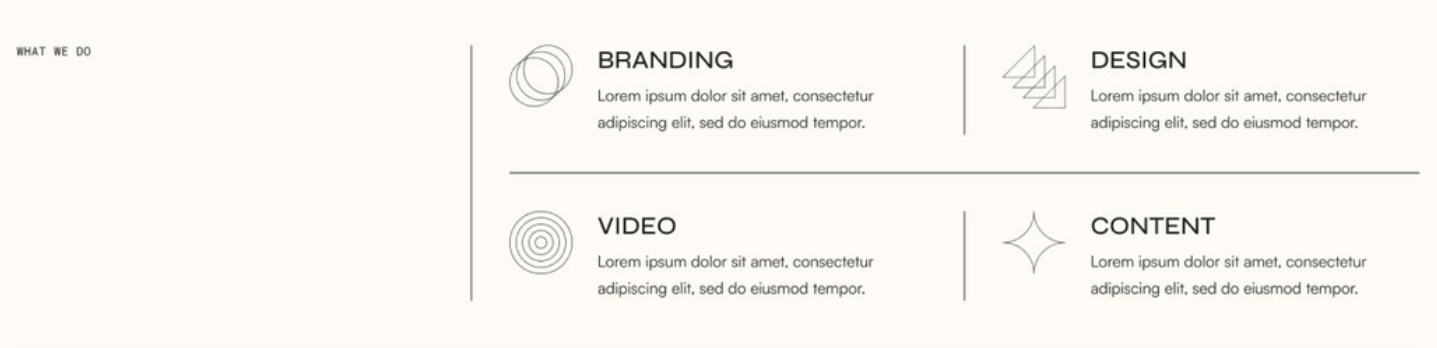 WHAT WE DO
BRANDING
Lorem ipsum dolor sit amet, consectetur
adipiscing elit, sed do eiusmod tempor.
DESIGN
Lorem ipsum dolor sit amet, consectetur
adipiscing elit, sed do eiusmod tempor.
VIDEO
Lorem ipsum dolor sit amet, consectetur
adipiscing elit, sed do eiusmod tempor.
CONTENT
Lorem ipsum dolor sit amet, consectetur
adipiscing elit, sed do eiusmod tempor.